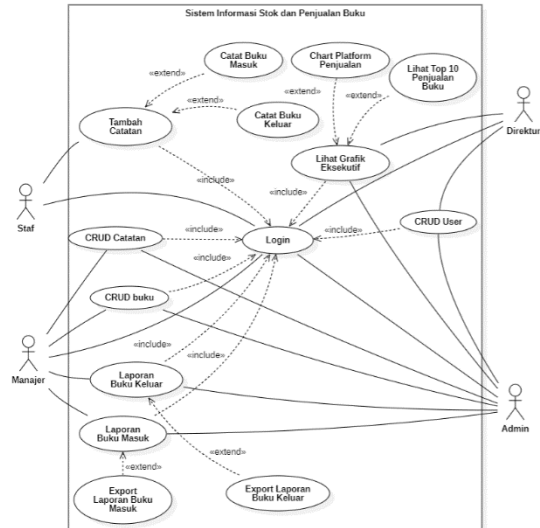 Sistem Informasi Stok dan Penjualan Buku
Catat Buku
Masuk
Chart Platform
Penjualan
Lihat Top 10
Penjualan
Buku
«extend»
«extend»
«extend»
«extend»
Catat Buku
Keluar
Tambah
Catatan
Direktur
Lihat Grafik
Eksekutif
«include»
«include»
Staf
CRUD User
CRUD Catatan
«include»
Login
«include»
«include»
CRUD buku
«include»
«include»
Manajer
Laporan
Buku Keluar
Admin
Laporan
Buku Masuk
«extend»
«extend»
Export
Laporan Buku
Masuk
Export Laporan
Buku Keluar